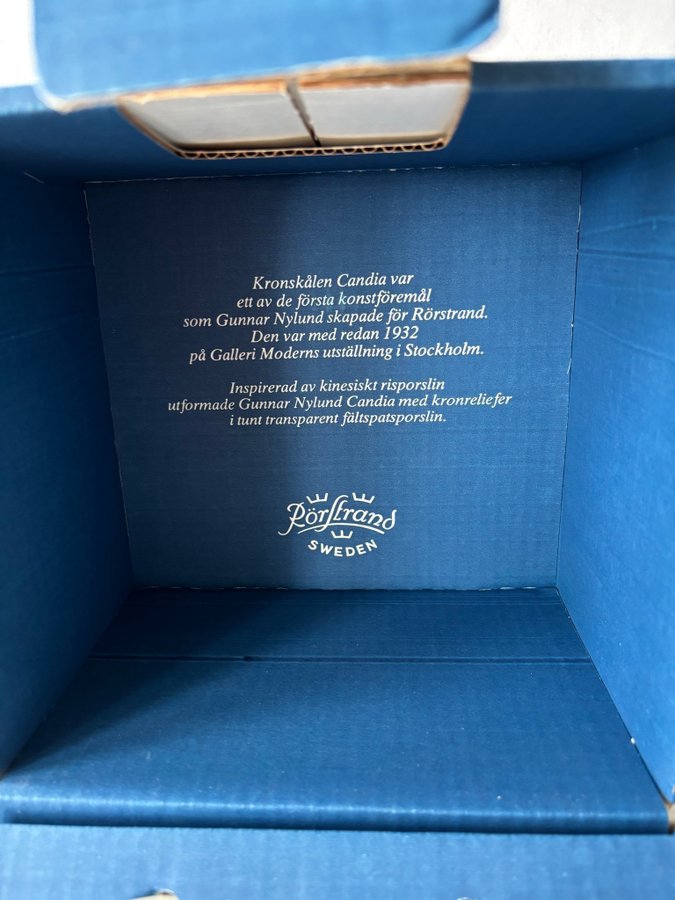 Kronskålen Candia var
ett av de första konstföremål
som Gunnar Nylund skapade för Rörstrand.
Den var med redan 1932
på Galleri Moderns utställning i Stockholm.
Inspirerad av kinesiskt risporslin
utformade Gunnar Nylund Candia med kronreliefer
i tunt transparent fältspatsporslin.
Rörstrand
SWEDEN